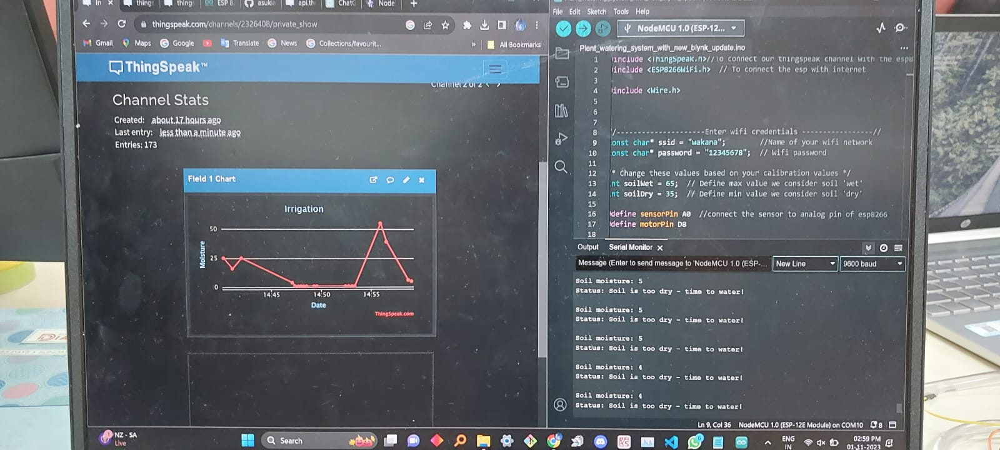 In
thing
thing
ESP 8
asukia
api.th
ChatG
Node
thingspeak.com/channels/2326408/private_show
Gmail
Maps
Google
Translate
News
Collections/favourit...
»
All Bookmarks
ThingSpeak™
Channel 2 of 2 < >
Channel Stats
Created: about 17 hours ago
Last entry: less than a minute ago
Entries: 173
Field 1 Chart
Irrigation
Moisture
50
25
0
14:45
14:50
14:55
Date
ThingSpeak.com
File Edit Sketch Tools Help
NodeMCU 1.0 (ESP-12...
Plant_watering_system_with_new_blynk_update.ino
1 #include <ThingSpeak.h>//To connect our thingspeak channel with the esp8
2 #include <ESP8266WiFi.h> // To connect the esp with internet
3
4 #include <Wire.h>
5
6
7
8 /--------------------Enter wifi credentials ----------------//
9 onst char* ssid = "wakana"; //Name of your wifi network
10 onst char* password = "12345678"; // Wifi password
11
12 * Change these values based on your calibration values */
13 nt soilWet = 65; // Define max value we consider soil 'wet'
14 nt soilDry = 35; // Define min value we consider soil 'dry'
15
16 #define sensorPin A0 //connect the sensor to analog pin of esp8266
17 #define motorPin D8
18
Output Serial Monitor
Message (Enter to send message to 'NodeMCU 1.0 (ESP-...
New Line
9600 baud
Soil moisture: 5
Status: Soil is too dry - time to water!
Soil moisture: 5
Status: Soil is too dry - time to water!
Soil moisture: 5
Status: Soil is too dry - time to water!
Soil moisture: 4
Status: Soil is too dry - time to water!
Soil moisture: 4
Status: Soil is too dry - time to water!
Ln 9, Col 36 NodeMCU 1.0 (ESP-12E Module) on COM10 8
NZ - SA
Live
Search
ENG
IN
02:59 PM
01-11-2023